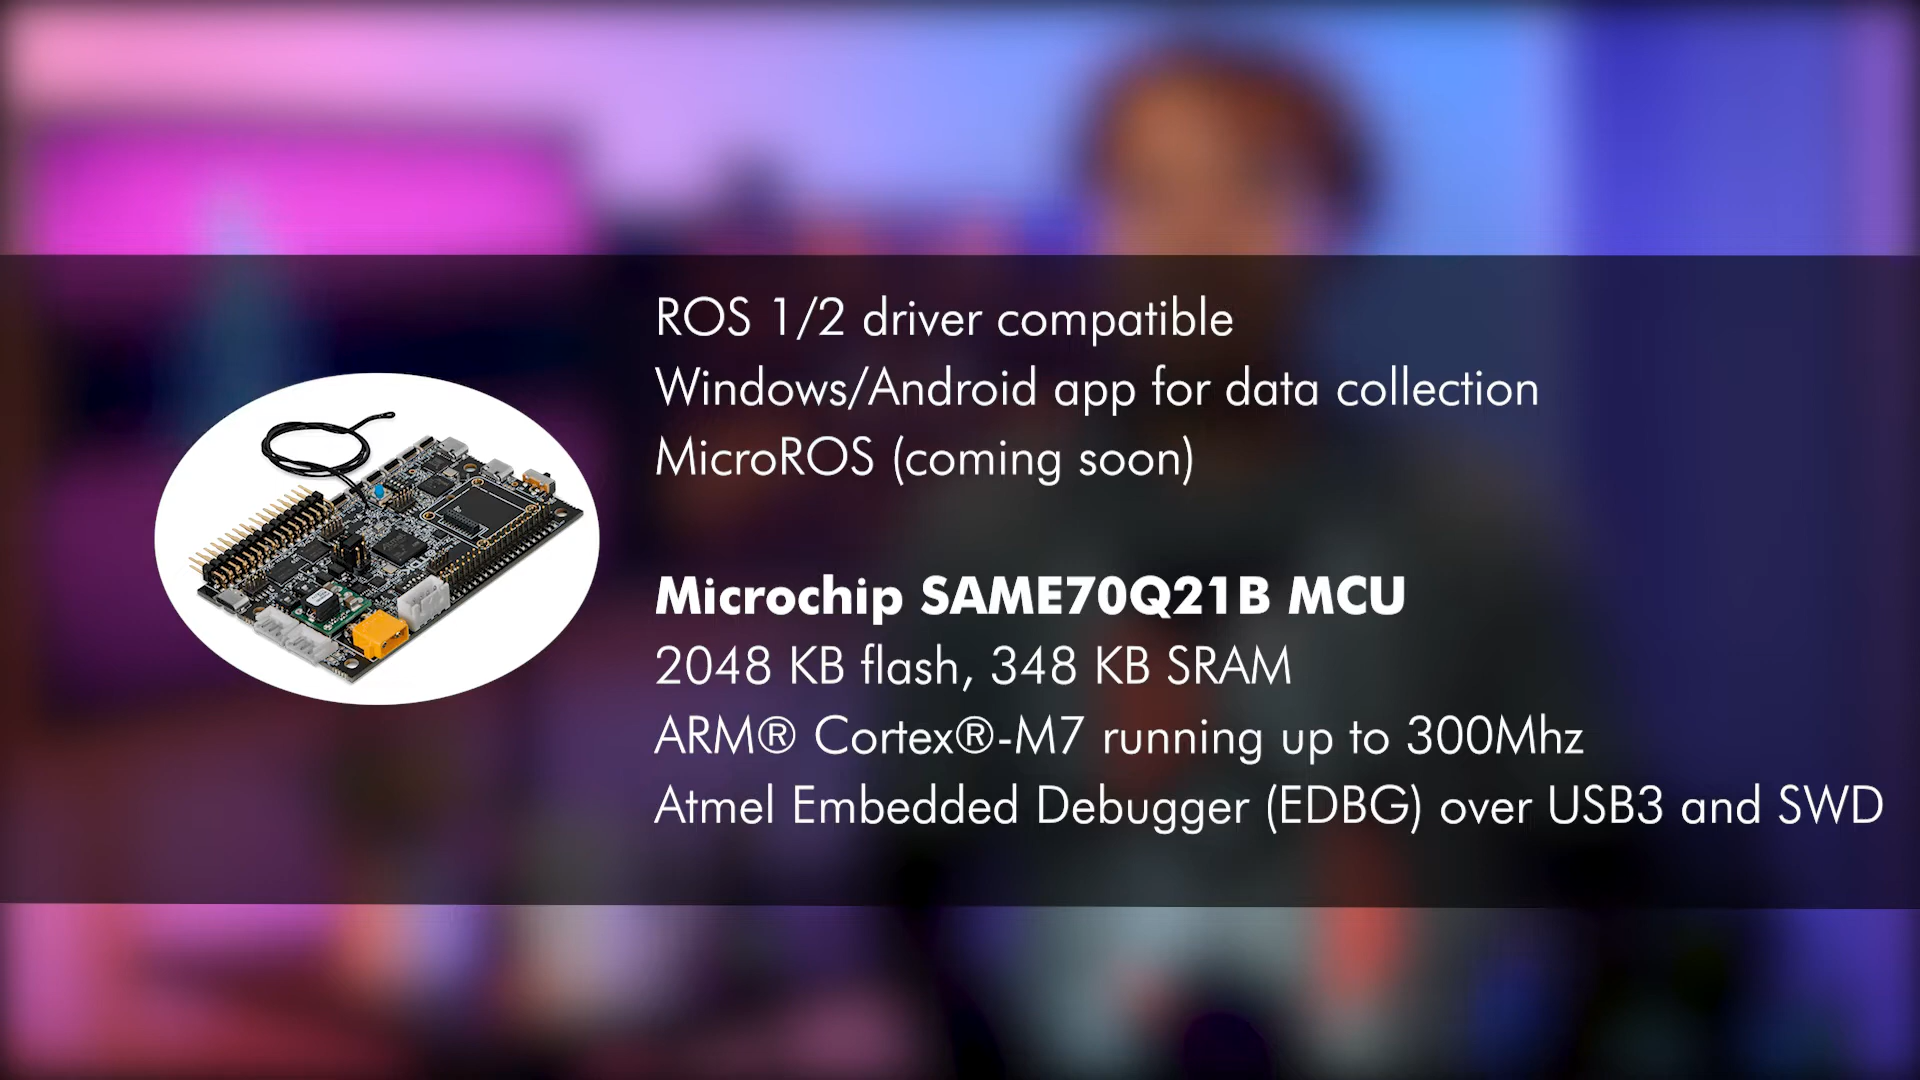 ROS 1/2 driver compatible
Windows/Android app for data collection
MicroROS (coming soon)
Microchip SAME70Q21B MCU
2048 KB flash, 348 KB SRAM
ARM® Cortex®-M7 running up to 300Mhz
Atmel Embedded Debugger (EDBG) over USB3 and SWD